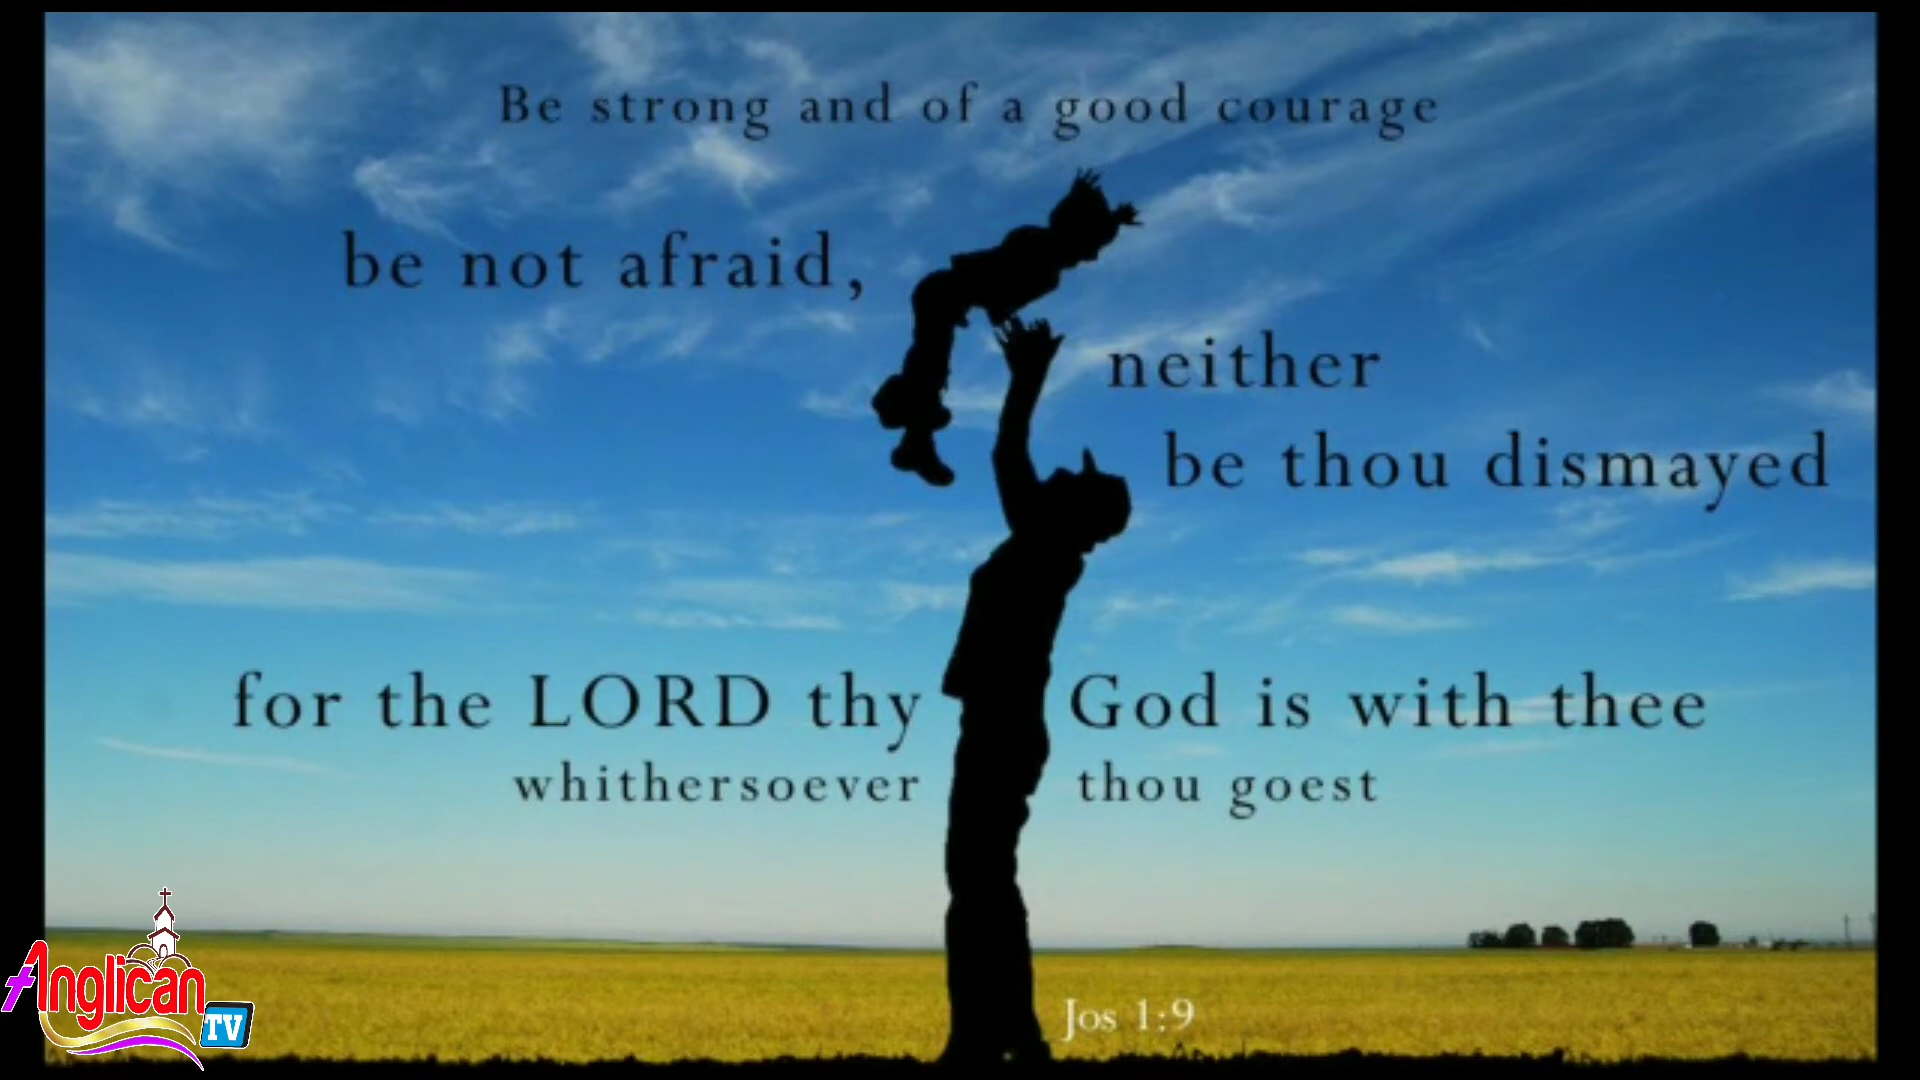 Be strong and of a good courage
be not afraid,
neither
be thou dismayed
for the LORD thy God is with thee
whithersoever thou goest
Jos 1:9
Anglican
TV